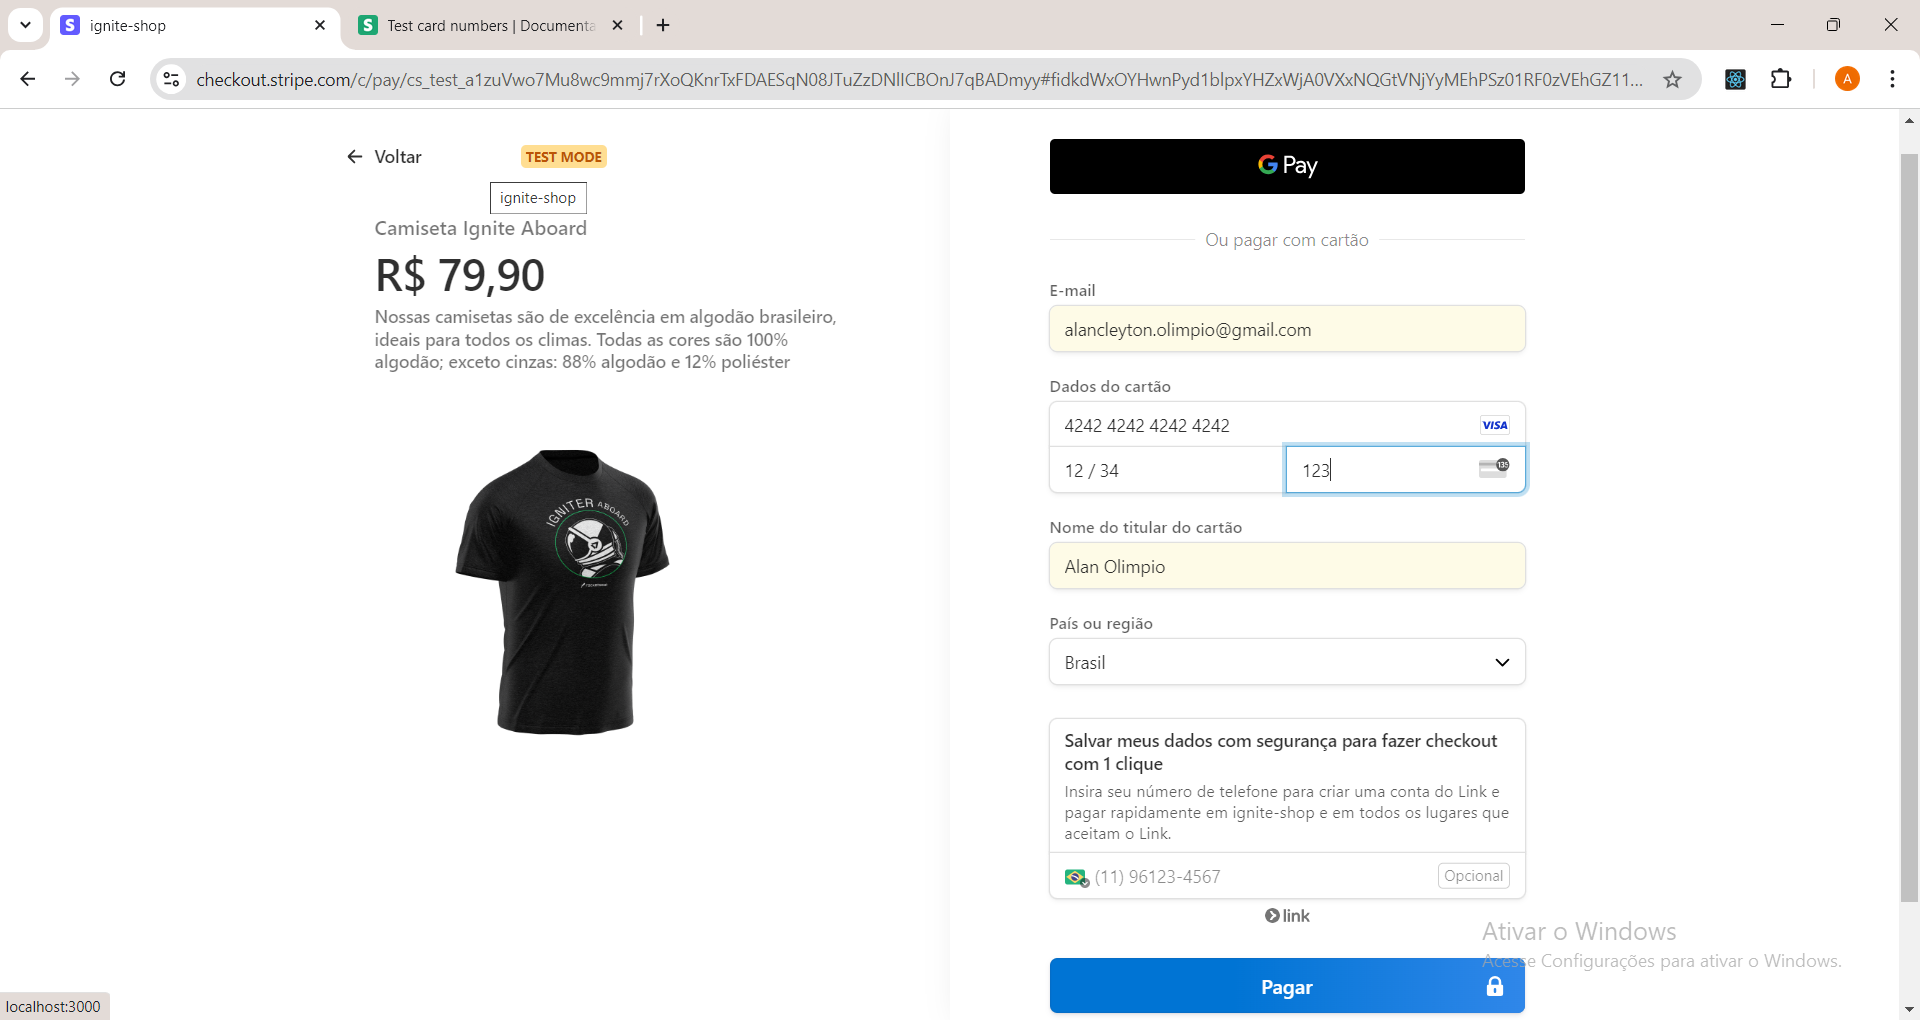 ignite-shop
Test card numbers | Documenta
checkout.stripe.com/c/pay/cs_test_a1zuVwo7Mu8wc9mmj7rXoQKnrTxFDAESqN08JTuZzDNlICBOnJ7qBADmyy#fidkdWxOYHwnPyd1blpxYHZxWjA0VXxNQGtVNjYyMEhPSz01RF0zVEhGZ11...
A
Voltar
TEST MODE
ignite-shop
Camiseta Ignite Aboard
R$ 79,90
Nossas camisetas são de excelência em algodão brasileiro,
ideais para todos os climas. Todas as cores são 100%
algodão; exceto cinzas: 88% algodão e 12% poliéster
IGNITER ABOARD
G Pay
Ou pagar com cartão
E-mail
alancleyton.olimpio@gmail.com
Dados do cartão
4242 4242 4242 4242
VISA
12 / 34
123
135
Nome do titular do cartão
Alan Olimpio
País ou região
Brasil
Salvar meus dados com segurança para fazer checkout
com 1 clique
Insira seu número de telefone para criar uma conta do Link e
pagar rapidamente em ignite-shop e em todos os lugares que
aceitam o Link.
(11) 96123-4567
Opcional
link
Pagar
Ativar o Windows
Acesse Configurações para ativar o Windows.
localhost:3000